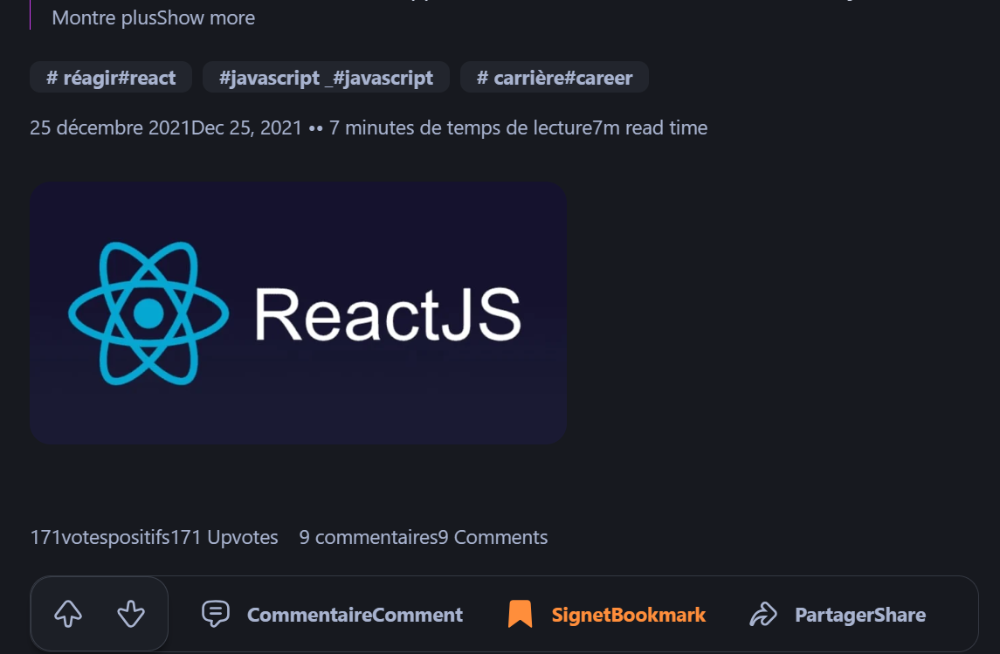 Montre plusShow more
# réagir#react #javascript _#javascript # carrière#career
25 décembre 2021Dec 25, 2021 •• 7 minutes de temps de lecture7m read time
ReactJS
171votespositifs171 Upvotes 9 commentaires9 Comments
CommentaireComment SignetBookmark PartagerShare